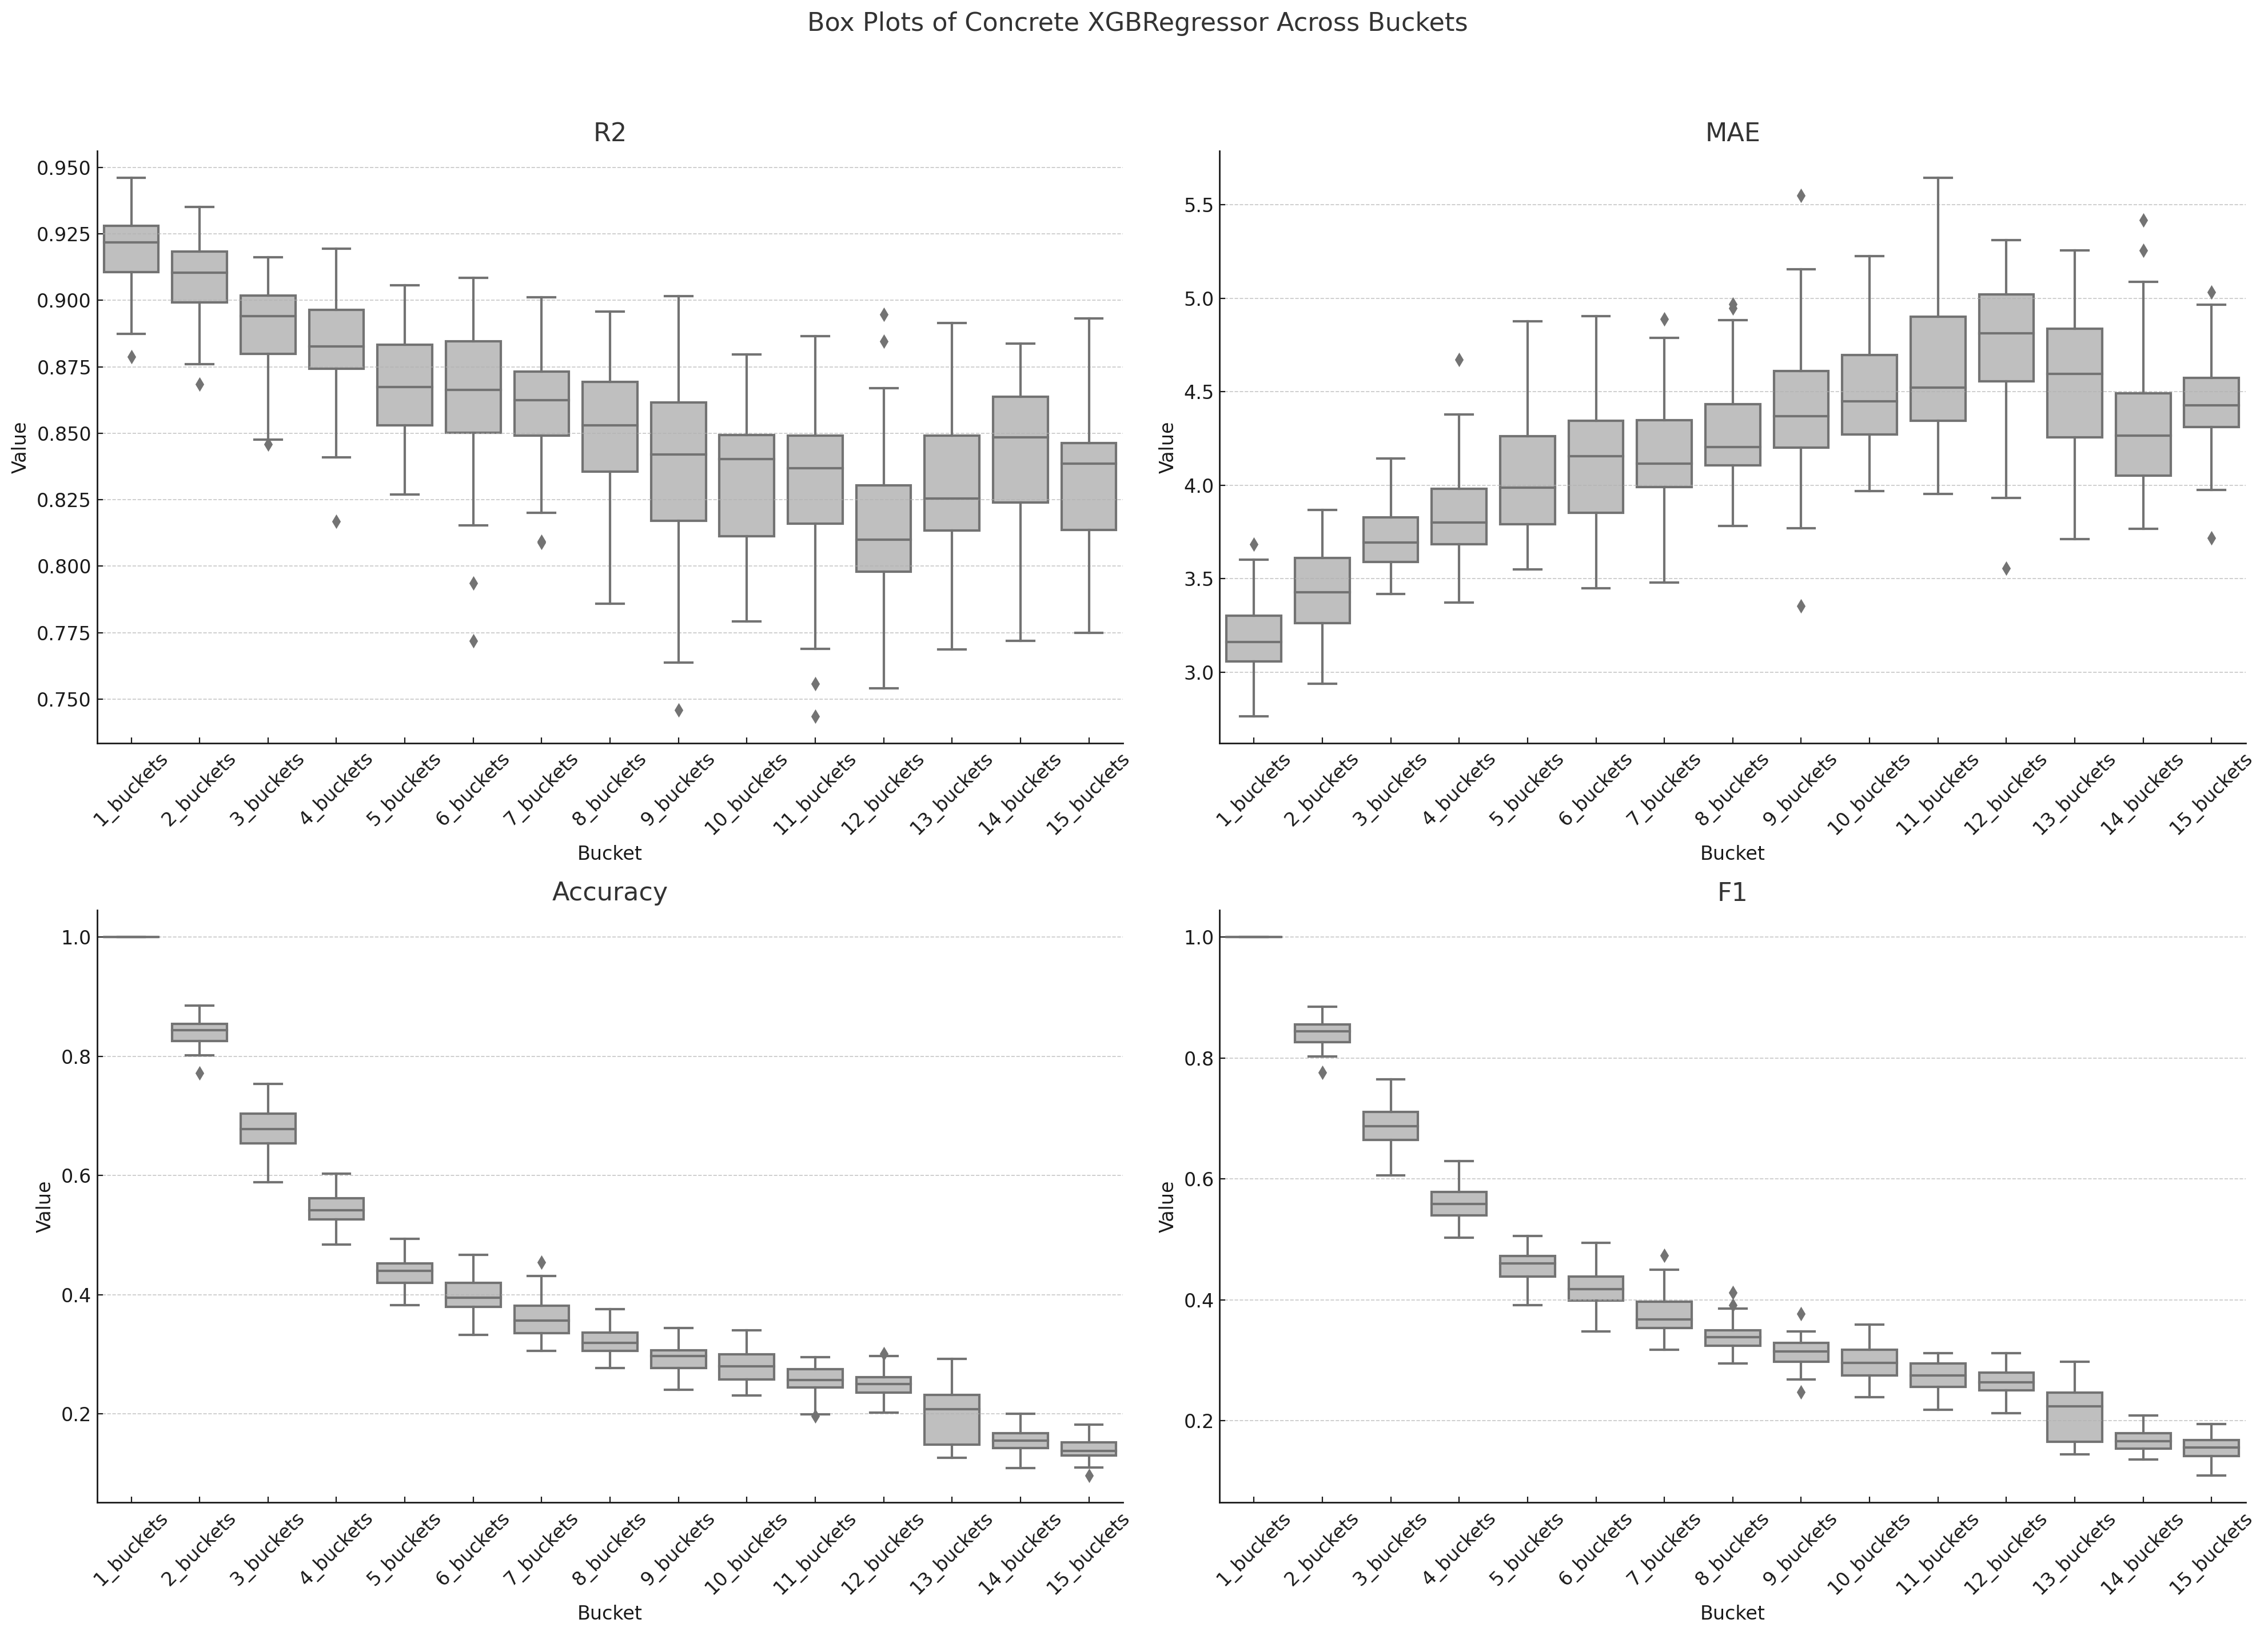 Box Plots of Concrete XGBRegressor Across Buckets
R2
Value
0.950
0.925
0.900
0.875
0.850
0.825
0.800
0.775
0.750
1_buckets
2_buckets
3_buckets
4_buckets
5_buckets
6_buckets
7_buckets
8_buckets
9_buckets
10_buckets
11_buckets
12_buckets
13_buckets
14_buckets
15_buckets
Bucket
MAE
Value
5.5
5.0
4.5
4.0
3.5
3.0
1_buckets
2_buckets
3_buckets
4_buckets
5_buckets
6_buckets
7_buckets
8_buckets
9_buckets
10_buckets
11_buckets
12_buckets
13_buckets
14_buckets
15_buckets
Bucket
Accuracy
Value
1.0
0.8
0.6
0.4
0.2
1_buckets
2_buckets
3_buckets
4_buckets
5_buckets
6_buckets
7_buckets
8_buckets
9_buckets
10_buckets
11_buckets
12_buckets
13_buckets
14_buckets
15_buckets
Bucket
F1
Value
1.0
0.8
0.6
0.4
0.2
1_buckets
2_buckets
3_buckets
4_buckets
5_buckets
6_buckets
7_buckets
8_buckets
9_buckets
10_buckets
11_buckets
12_buckets
13_buckets
14_buckets
15_buckets
Bucket